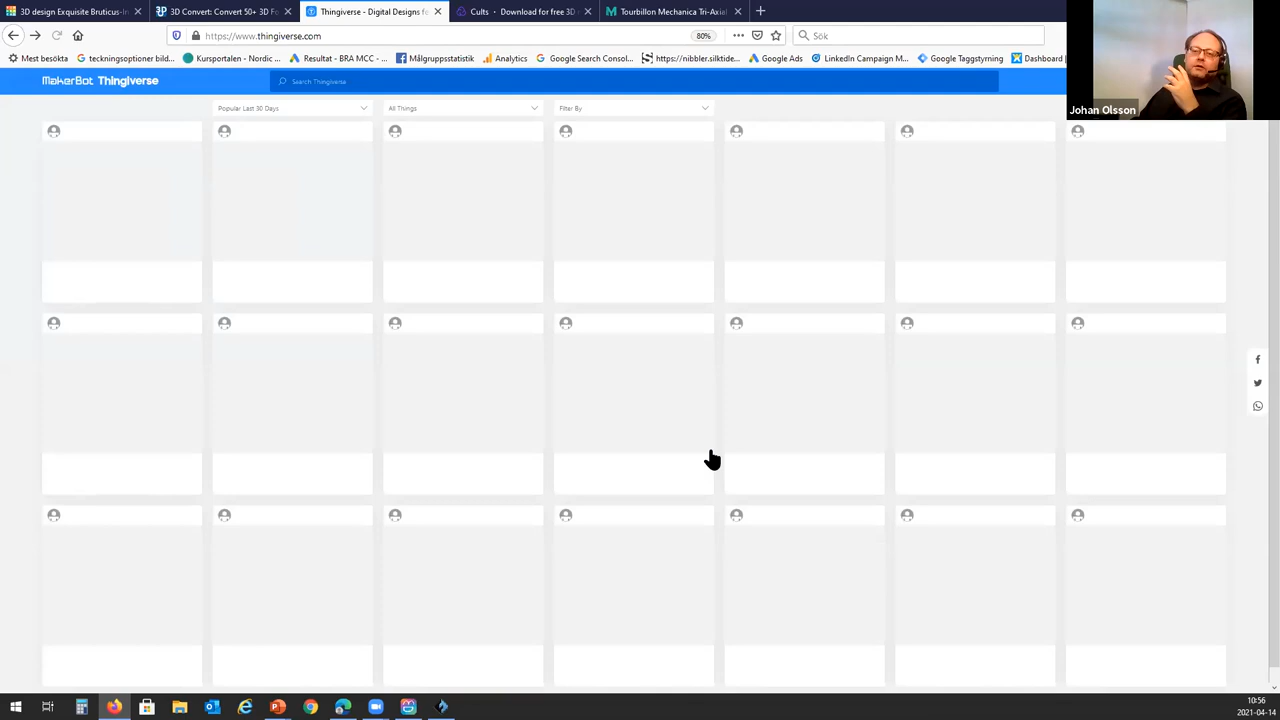 3D design Exquisite Bruticus-In
3D Convert: Convert 50+ 3D Fo
Thingiverse - Digital Designs fo
Cults ・ Download for free 3D
Tourbillon Mechanica Tri-Axial
https://www.thingiverse.com
80%
Sök
Mest besökta
teckningsoptioner bild...
Kursportalen - Nordic ...
Resultat - BRA MCC - ...
Målgruppsstatistik
Analytics
Google Search Consol...
https://nibbler.silktide...
Google Ads
LinkedIn Campaign M...
Google Taggstyrning
Dashboard |
MakerBot Thingiverse
Search Thingiverse
Johan Olsson
Popular Last 30 Days
All Things
Filter By
10:56
2021-04-14